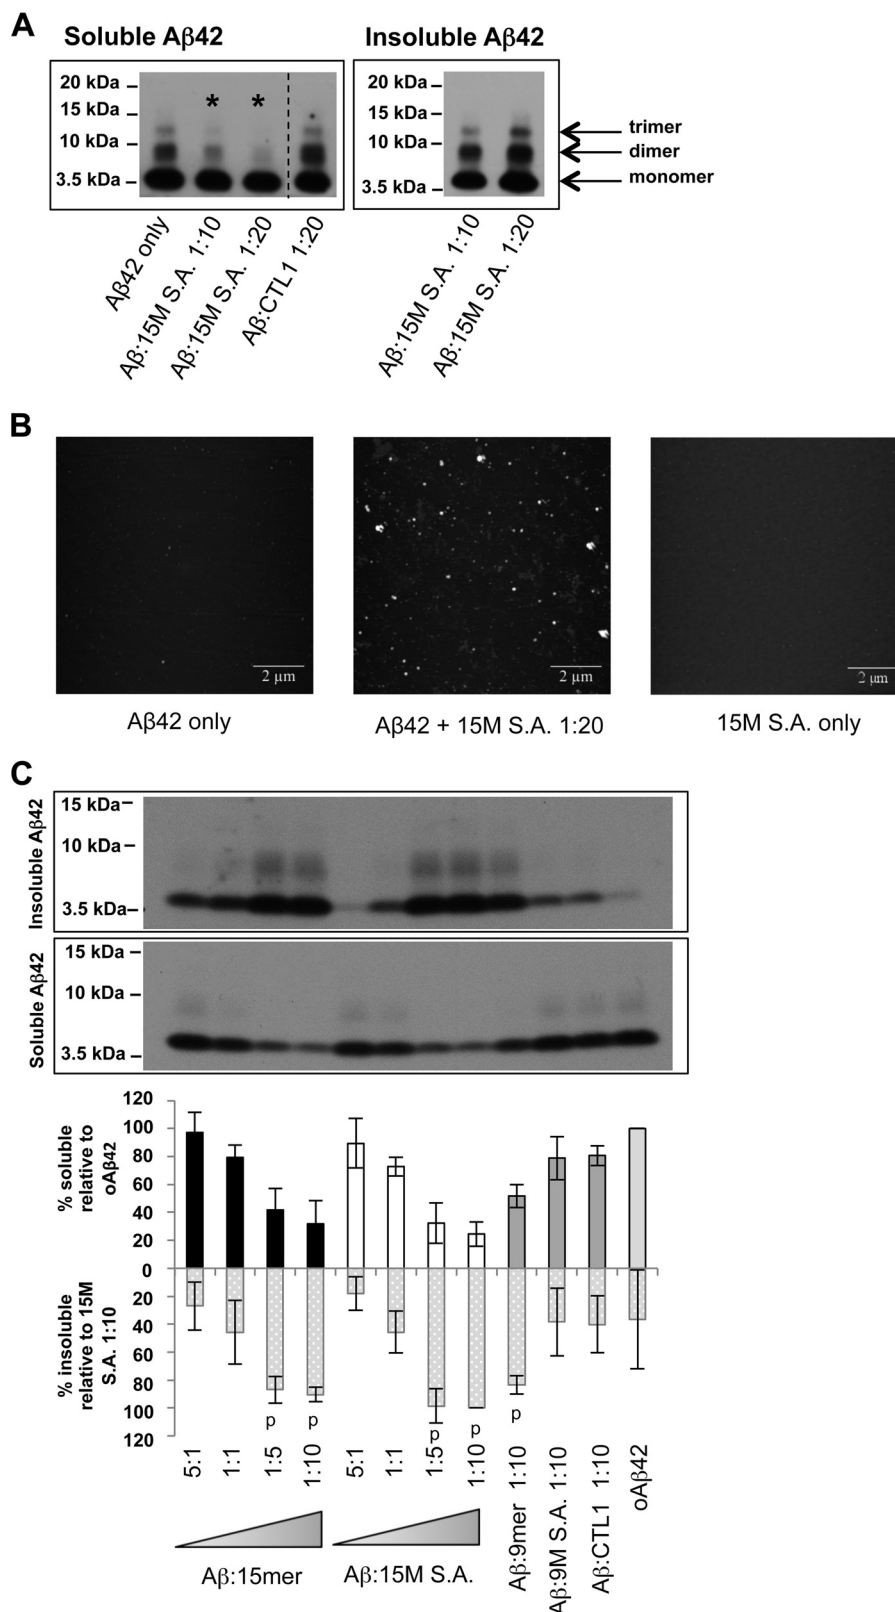 A
Soluble Aβ42
Insoluble Aβ42
20 kDa
15 kDa
10 kDa
3.5 kDa
* *
20 kDa
15 kDa
10 kDa
3.5 kDa
trimer
dimer
monomer
Aβ42 only
Aβ:15M S.A. 1:10
Aβ:15M S.A. 1:20
Aβ:CTL1 1:20
Aβ:15M S.A. 1:10
Aβ:15M S.A. 1:20
B
2 µm
2 µm
2 µm
Aβ42 only
Aβ42 + 15M S.A. 1:20
15M S.A. only
C
Insoluble Aβ42
15 kDa
10 kDa
3.5 kDa
Soluble Aβ42
15 kDa
10 kDa
3.5 kDa
% soluble
relative to
oAβ42
120
100
80
60
40
20
0
% insoluble
relative to 15M
S.A. 1:10
20
40
60
80
100
120
p p p p p
5:1
1:1
1:5
1:10
5:1
1:1
1:5
1:10
Aβ:9mer 1:10
Aβ:9M S.A. 1:10
Aβ:CTL1 1:10
oAβ42
Aβ:15mer
Aβ:15M S.A.